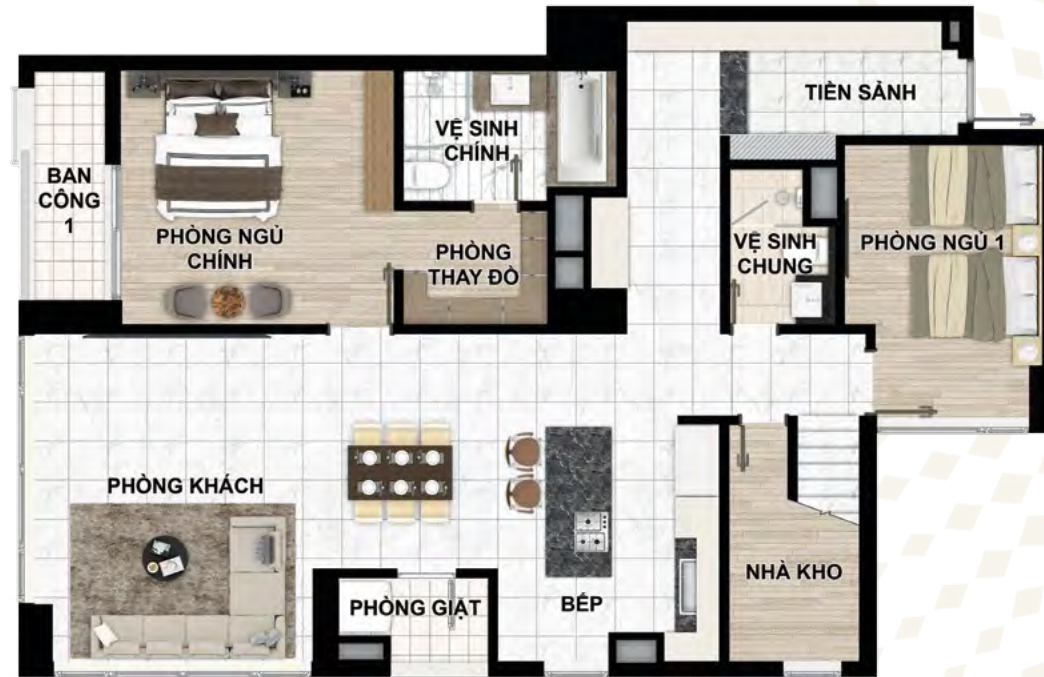 TIỀN SẢNH
VỆ SINH
CHÍNH
BAN
CÔNG
1
PHÒNG NGỦ
CHÍNH
PHÒNG
THAY ĐỒ
VỆ SINH
CHUNG
PHÒNG NGỦ 1
PHÒNG KHÁCH
NHÀ KHO
PHÒNG GIẶT
BẾP